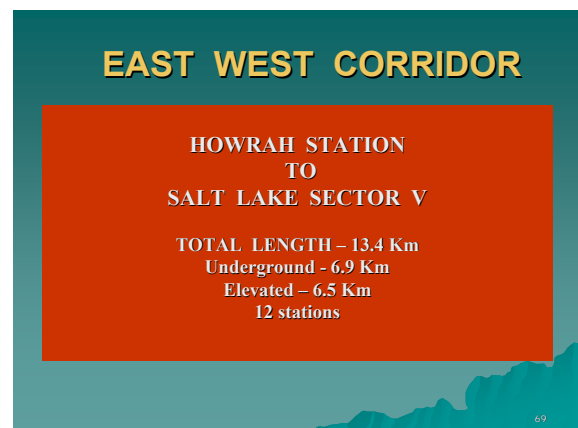 EAST WEST CORRIDOR
HOWRAH STATION
TO
SALT LAKE SECTOR V
TOTAL LENGTH – 13.4 Km
Underground - 6.9 Km
Elevated – 6.5 Km
12 stations
69